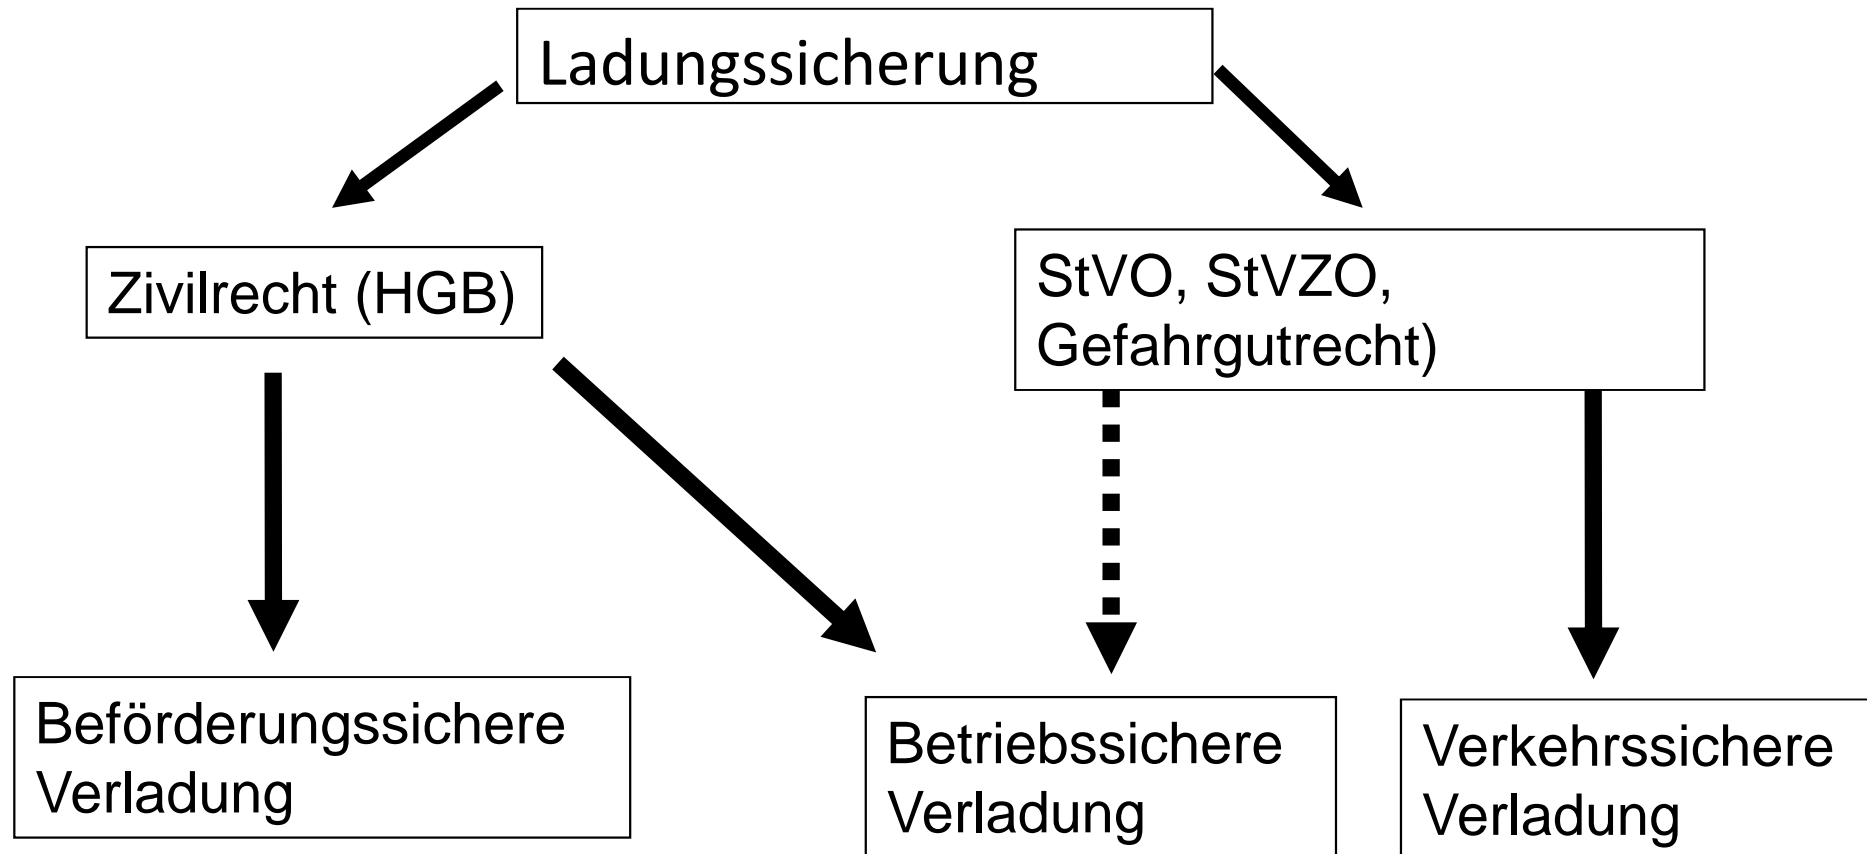 Ladungssicherung
Zivilrecht (HGB)
StVO, StVZO,
Gefahrgutrecht)
Beförderungssichere
Verladung
Betriebssichere
Verladung
Verkehrssichere
Verladung